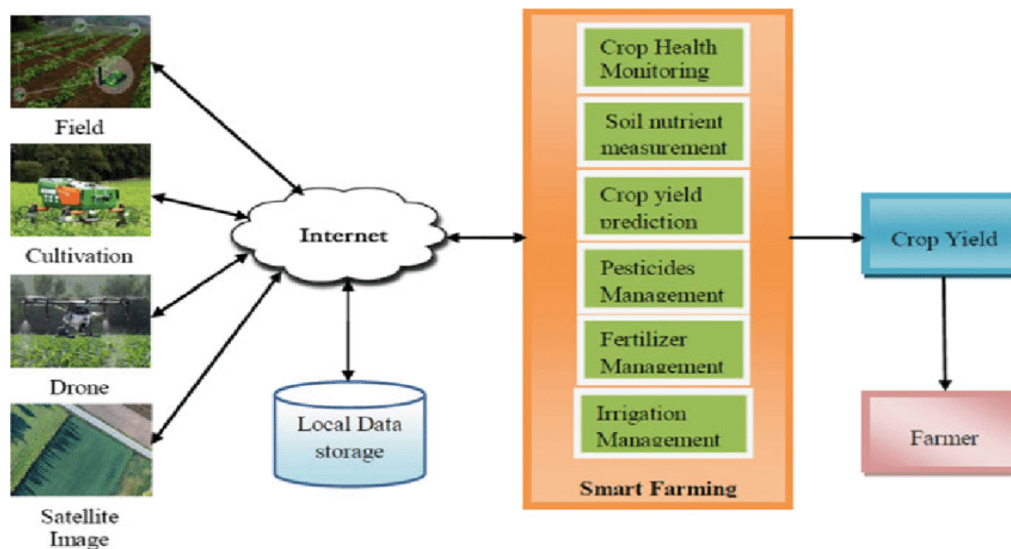 Field
Cultivation
Drone
Satellite
Image
Internet
Local Data
storage
Crop Health
Monitoring
Soil nutrient
measurement
Crop yield
prediction
Pesticides
Management
Fertilizer
Management
Irrigation
Management
Smart Farming
Crop Yield
Farmer